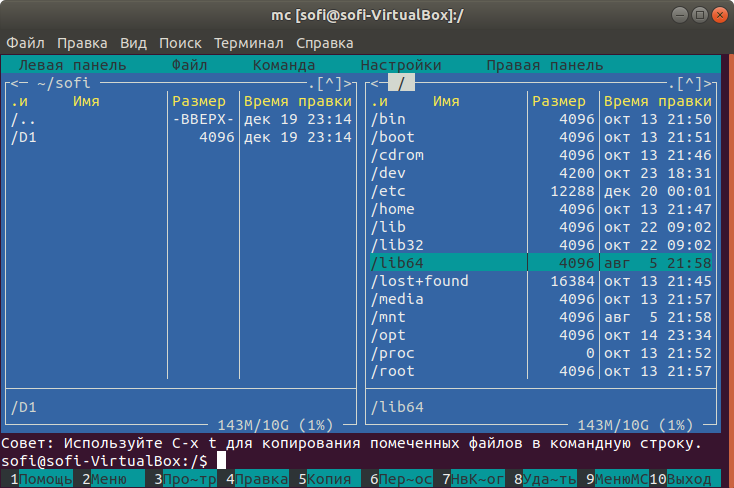 mc [sofi@sofi-VirtualBox]:/
Файл Правка Вид Поиск Терминал Справка
Левая панель Файл Команда Настройки Правая панель
<─ ~/sofi .[^]> <─ / .[^]>
.и Имя Размер Время правки .и Имя Размер Время правки
/.. -ВВЕРХ- дек 19 23:14 /bin 4096 окт 13 21:50
/D1 4096 дек 19 23:14 /boot 4096 окт 13 21:51
/cdrom 4096 окт 13 21:46
/dev 4200 окт 23 18:31
/etc 12288 дек 20 00:01
/home 4096 окт 13 21:47
/lib 4096 окт 22 09:02
/lib32 4096 окт 22 09:02
/lib64 4096 авг 5 21:58
/lost+found 16384 окт 13 21:45
/media 4096 окт 13 21:57
/mnt 4096 авг 5 21:58
/opt 4096 окт 14 23:34
/proc 0 окт 13 21:52
/root 4096 окт 13 21:57
/D1 /lib64
143M/10G (1%) 143M/10G (1%)
Совет: Используйте C-x t для копирования помеченных файлов в командную строку.
sofi@sofi-VirtualBox:/$
1Помощь 2Меню 3Про~тр 4Правка 5Копия 6Пер~ос 7НвК~ог 8Уда~ть 9МенюMC 10Выход